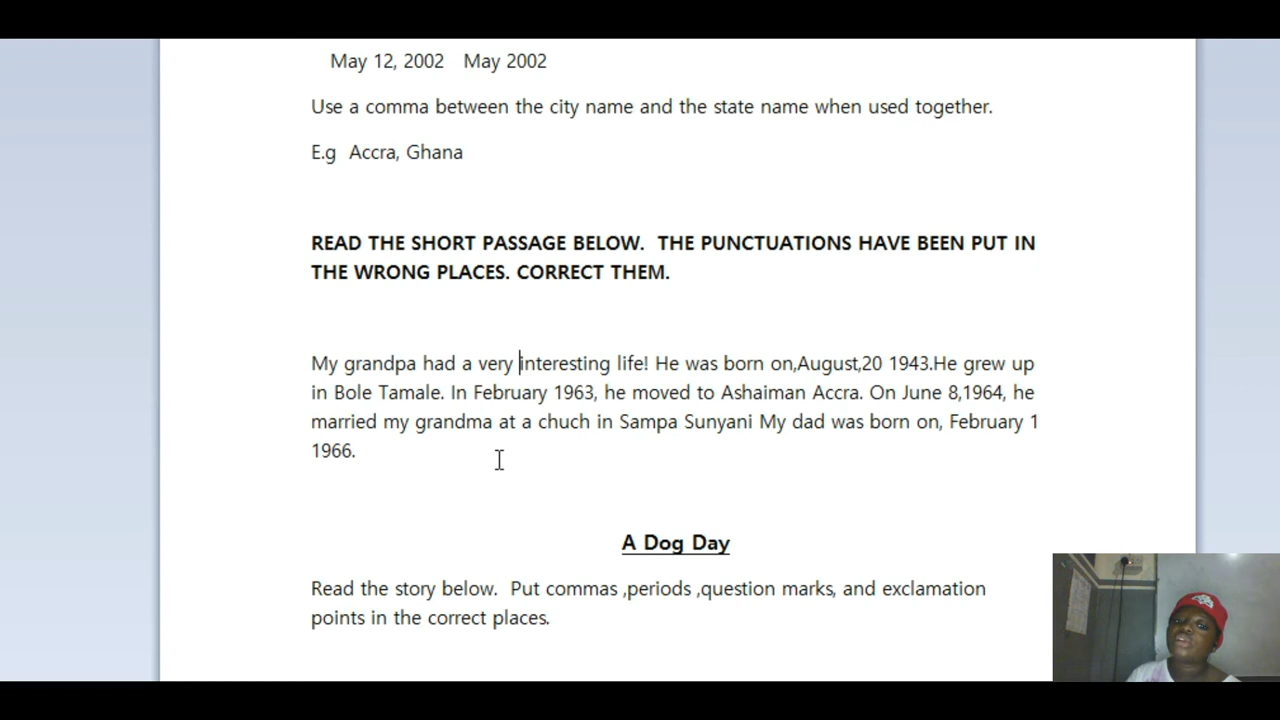 May 12, 2002 May 2002
Use a comma between the city name and the state name when used together.
E.g Accra, Ghana
READ THE SHORT PASSAGE BELOW. THE PUNCTUATIONS HAVE BEEN PUT IN
THE WRONG PLACES. CORRECT THEM.
My grandpa had a very interesting life! He was born on,August,20 1943.He grew up
in Bole Tamale. In February 1963, he moved to Ashaiman Accra. On June 8,1964, he
married my grandma at a chuch in Sampa Sunyani My dad was born on, February 1
1966.
A Dog Day
Read the story below. Put commas ,periods ,question marks, and exclamation
points in the correct places.